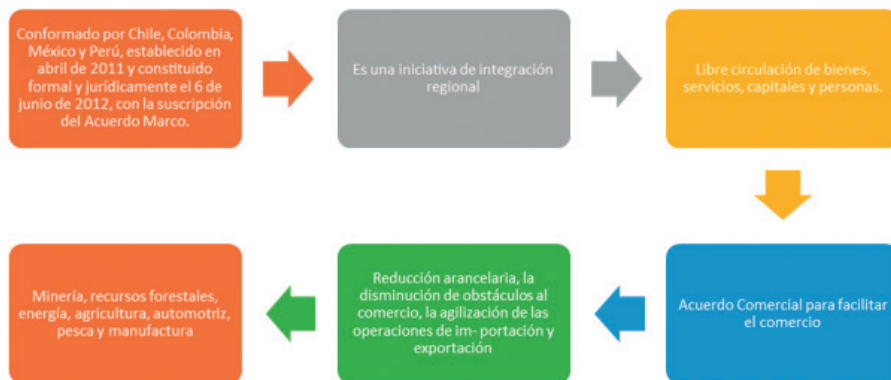 Conformado por Chile, Colombia,
México y Perú, establecido en
abril de 2011 y constituido
formal y jurídicamente el 6 de
junio de 2012, con la suscripción
del Acuerdo Marco.
Es una iniciativa de integración
regional
Libre circulación de bienes,
servicios, capitales y personas.
Acuerdo Comercial para facilitar
el comercio
Reducción arancelaria, la
disminución de obstáculos al
comercio, la agilización de las
operaciones de im- portación y
exportación
Minería, recursos forestales,
energía, agricultura, automotriz,
pesca y manufactura